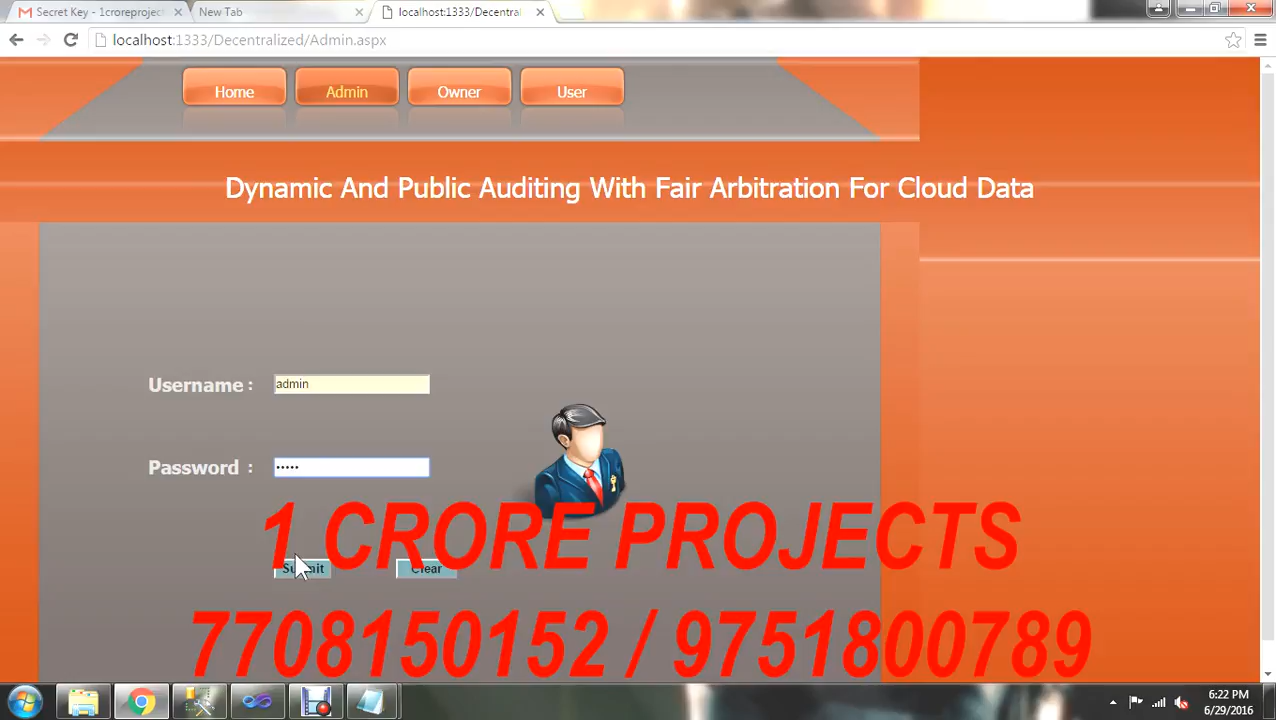 Secret Key - 1croreproject
New Tab
localhost:1333/Decentral
localhost:1333/Decentralized/Admin.aspx
Home Admin Owner User
Dynamic And Public Auditing With Fair Arbitration For Cloud Data
Username : admin
Password : •••••
1 CRORE PROJECTS
Submit Clear
7708150152 / 9751800789
6:22 PM
6/29/2016